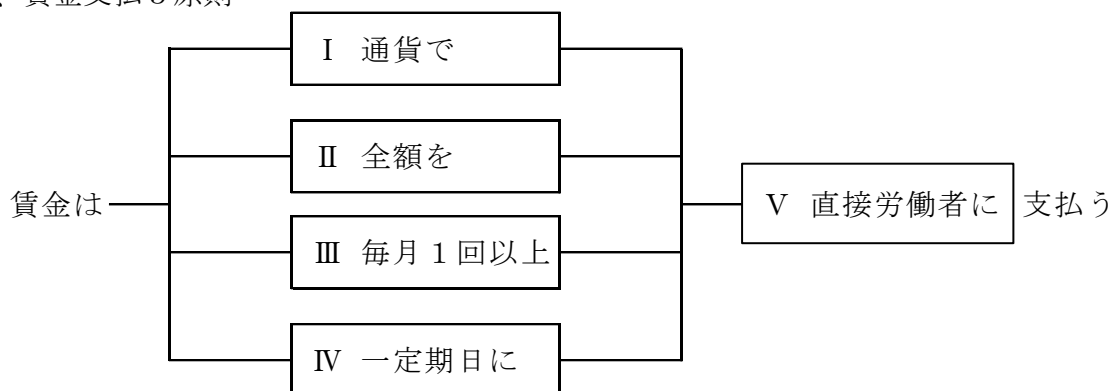 賃金支払５原則
Ⅰ 通貨で
Ⅱ 全額を
賃金は
Ⅴ 直接労働者に 支払う
Ⅲ 毎月１回以上
Ⅳ 一定期日に